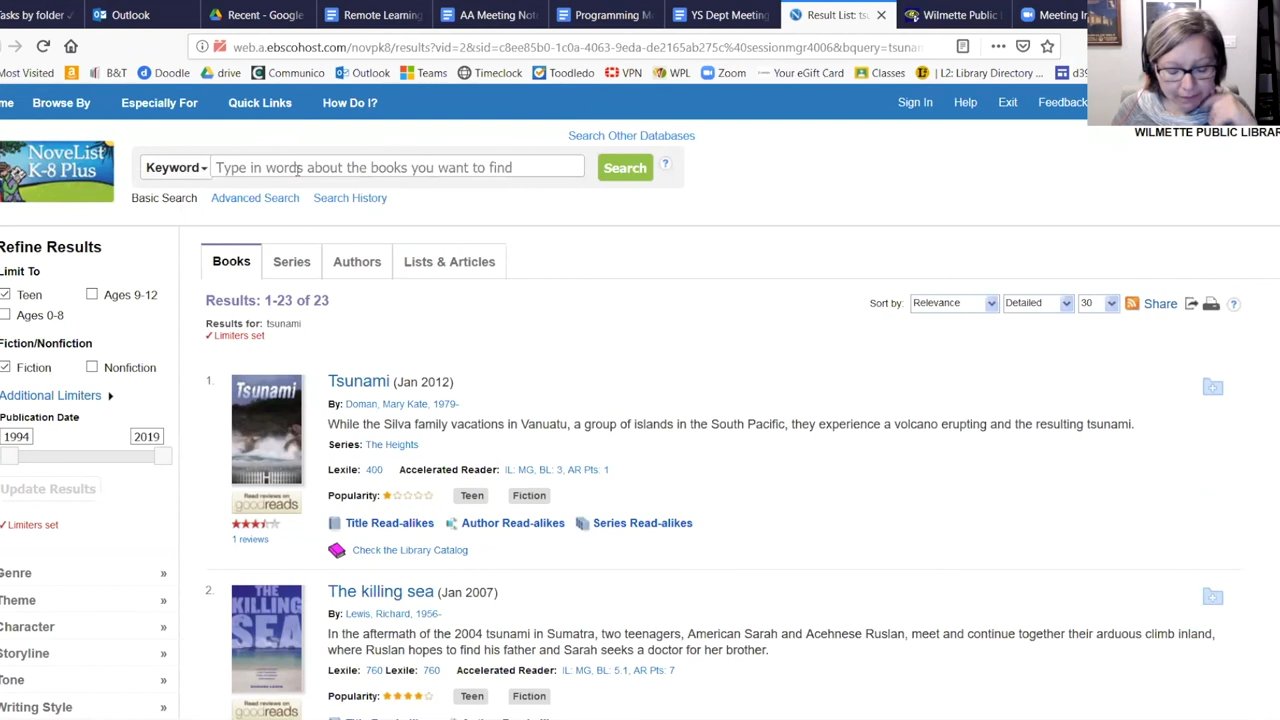 asks by folder
Outlook
Recent - Google
Remote Learning
AA Meeting Not
Programming M
YS Dept Meeting
Result List: tsu
Wilmette Public
Meeting In
web.a.ebscohost.com/novpk8/results?vid=2&sid=c8ee85b0-1c0a-4063-9eda-de2165ab275c%40sessionmgr4006&bquery=tsunam
Most Visited
B&T
Doodle
drive
Communico
Outlook
Teams
Timeclock
Toodledo
VPN
WPL
Zoom
Your eGift Card
Classes
L2: Library Directory ...
d39
me Browse By Especially For Quick Links How Do I?
Sign In Help Exit Feedback
WILMETTE PUBLIC LIBRAR
Search Other Databases
NoveList K-8 Plus
Keyword Type in words about the books you want to find Search ?
Basic Search Advanced Search Search History
Refine Results
Limit To
Teen Ages 9-12
Ages 0-8
Fiction/Nonfiction
Fiction Nonfiction
Additional Limiters
Publication Date
1994 2019
Update Results
Limiters set
Genre »
Theme »
Character »
Storyline »
Tone »
Writing Style »
Books Series Authors Lists & Articles
Results: 1-23 of 23
Sort by: Relevance Detailed 30 Share ?
Results for: tsunami
Limiters set
1.
Tsunami
Read reviews on
goodreads
1 reviews
Tsunami (Jan 2012)
By: Doman, Mary Kate, 1979-
While the Silva family vacations in Vanuatu, a group of islands in the South Pacific, they experience a volcano erupting and the resulting tsunami.
Series: The Heights
Lexile: 400 Accelerated Reader: IL: MG, BL: 3, AR Pts: 1
Popularity: Teen Fiction
Title Read-alikes Author Read-alikes Series Read-alikes
Check the Library Catalog
2.
THE
KILLING
SEA
Read reviews on
goodreads
The killing sea (Jan 2007)
By: Lewis, Richard, 1956-
In the aftermath of the 2004 tsunami in Sumatra, two teenagers, American Sarah and Acehnese Ruslan, meet and continue together their arduous climb inland,
where Ruslan hopes to find his father and Sarah seeks a doctor for her brother.
Lexile: 760 Lexile: 760 Accelerated Reader: IL: MG, BL: 5.1, AR Pts: 7
Popularity: Teen Fiction